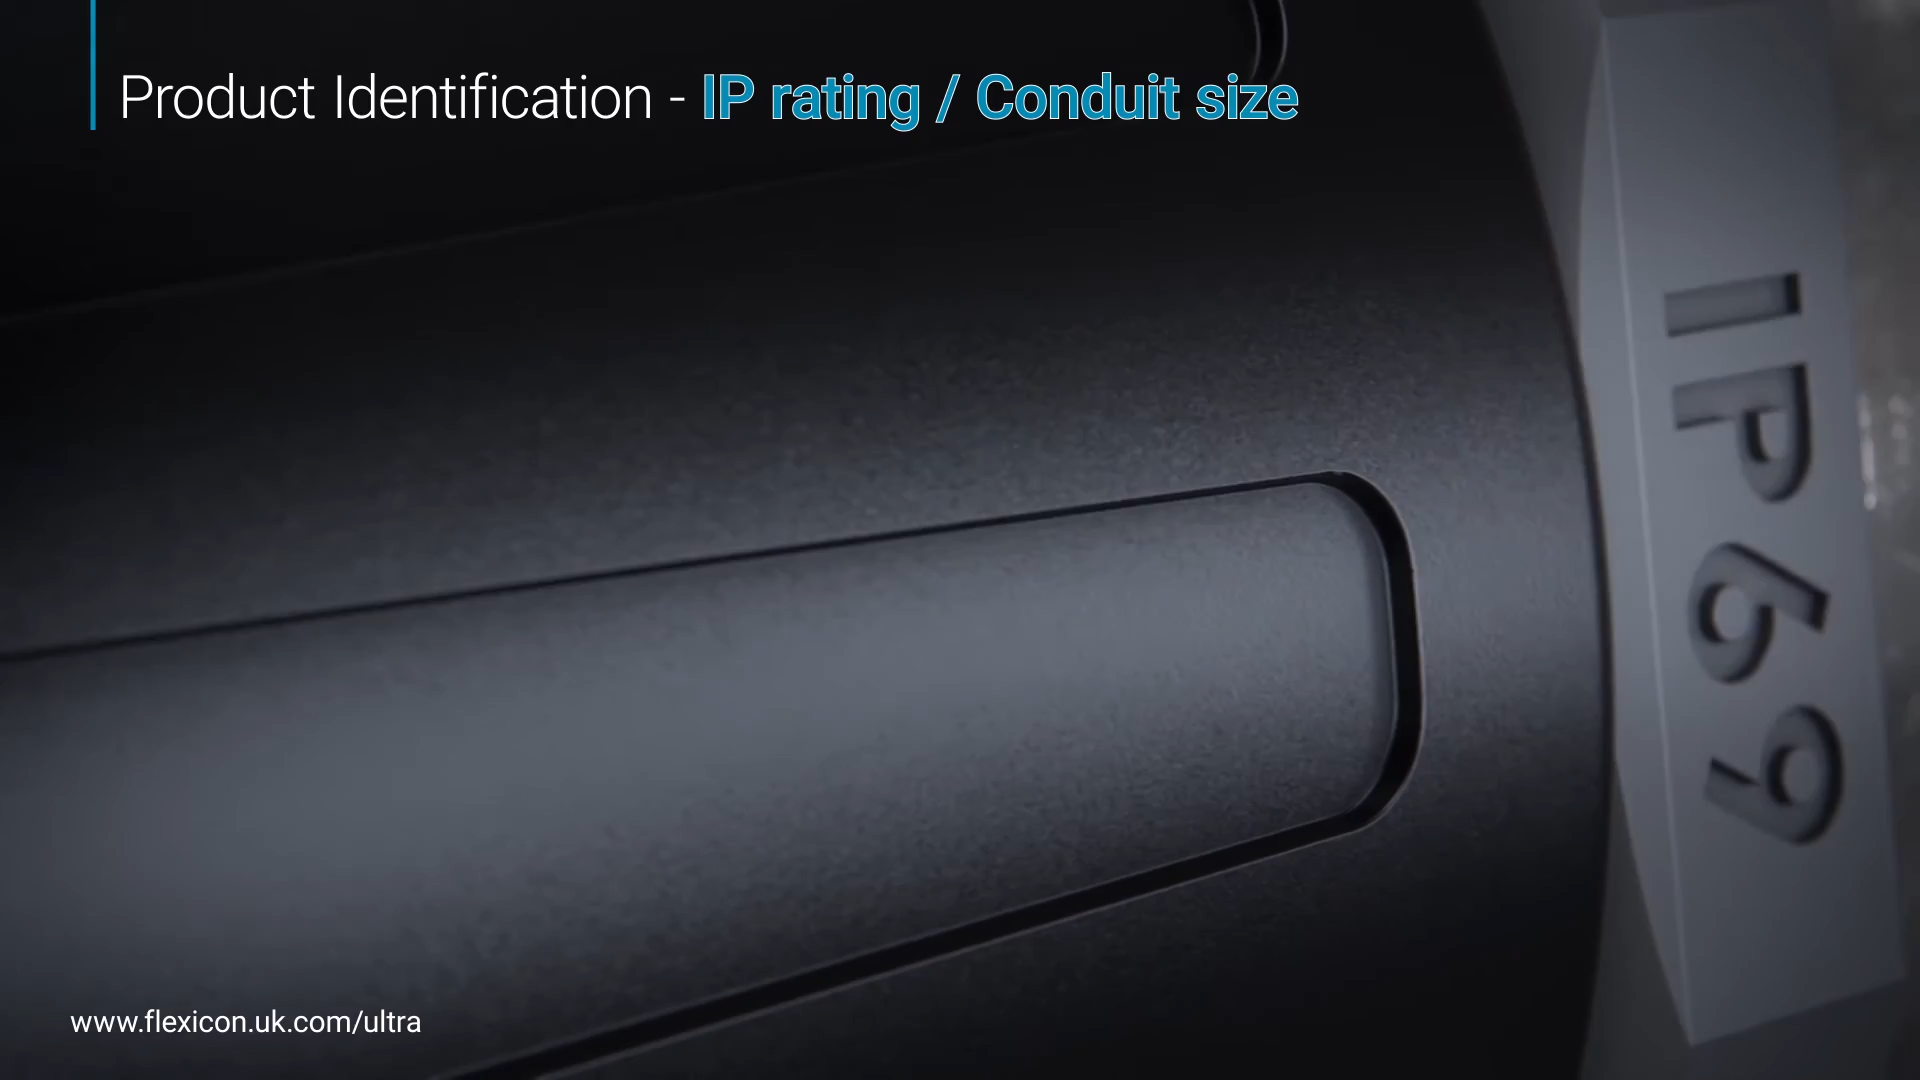 Product Identification - IP rating / Conduit size
IP69
www.flexicon.uk.com/ultra